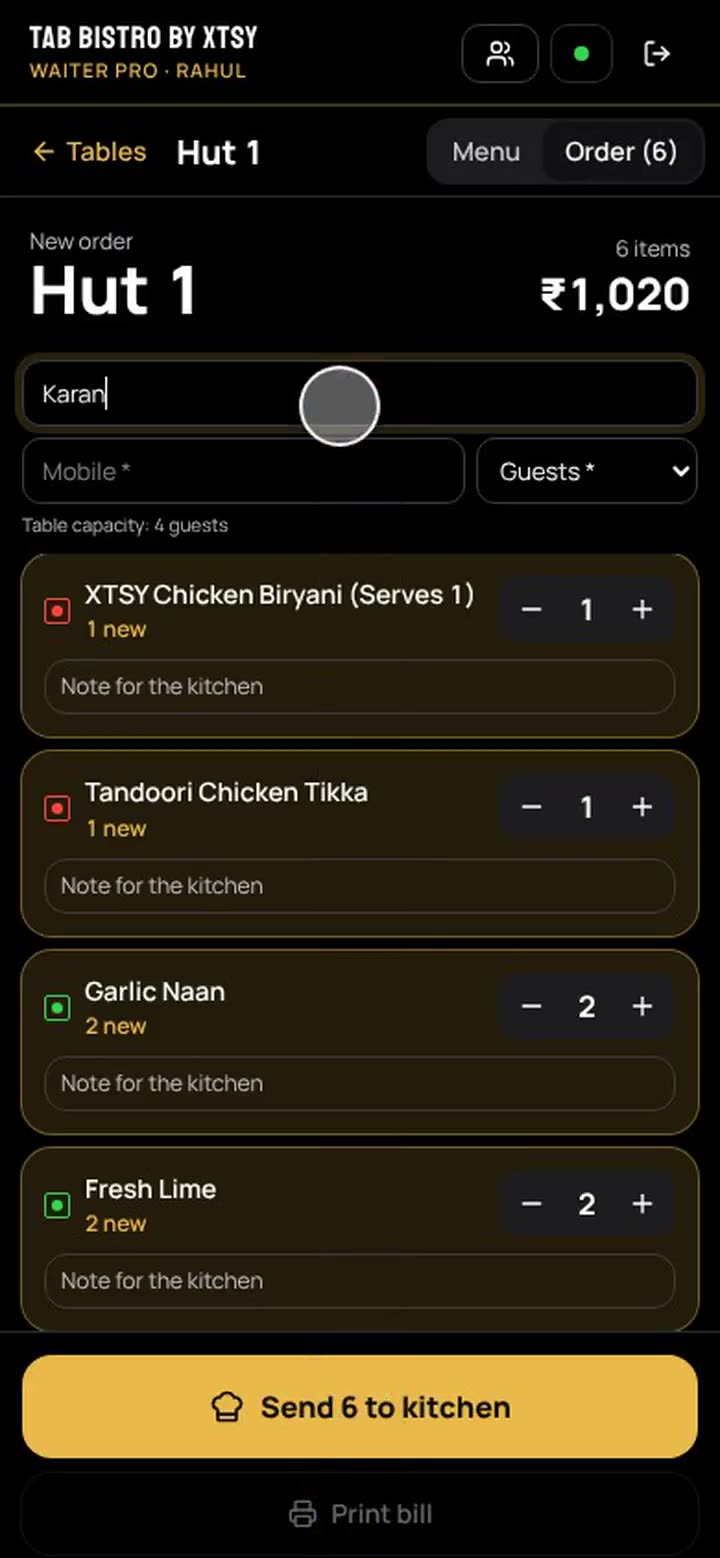 TAB BISTRO BY XTSY
WAITER PRO · RAHUL
← Tables
Hut 1
Menu
Order (6)
New order
Hut 1
6 items
₹1,020
Karan
Mobile *
Guests *
Table capacity: 4 guests
XTSY Chicken Biryani (Serves 1)
1 new
− 1 +
Note for the kitchen
Tandoori Chicken Tikka
1 new
− 1 +
Note for the kitchen
Garlic Naan
2 new
− 2 +
Note for the kitchen
Fresh Lime
2 new
− 2 +
Note for the kitchen
Send 6 to kitchen
Print bill